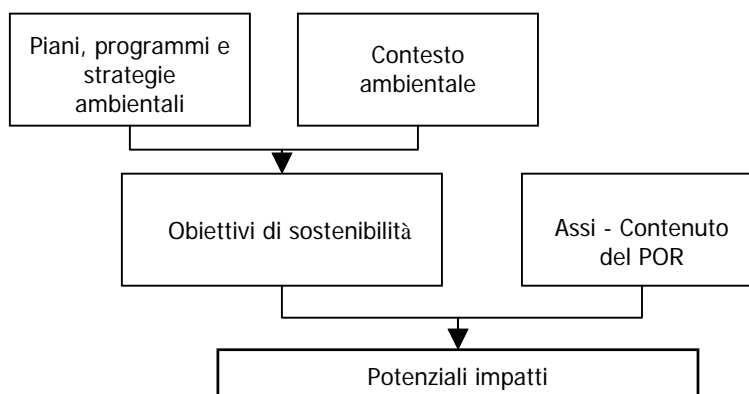 Piani, programmi e
strategie
ambientali
Contesto
ambientale
Obiettivi di sostenibilità
Assi - Contenuto
del POR
Potenziali impatti